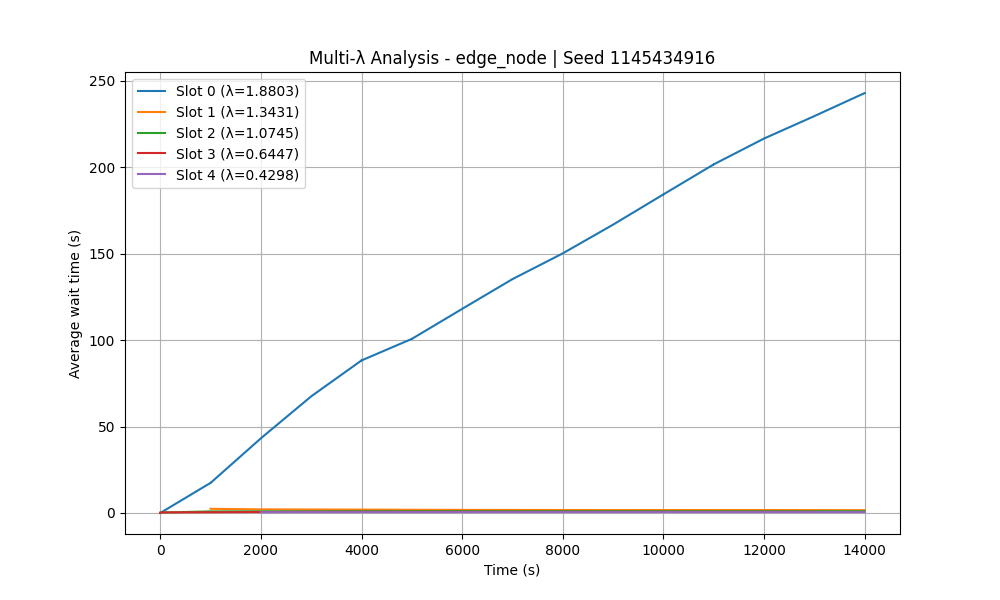 Multi-λ Analysis - edge_node | Seed 1145434916
Slot 0 (λ=1.8803)
Slot 1 (λ=1.3431)
Slot 2 (λ=1.0745)
Slot 3 (λ=0.6447)
Slot 4 (λ=0.4298)
Average wait time (s)
250
200
150
100
50
0
0 2000 4000 6000 8000 10000 12000 14000
Time (s)